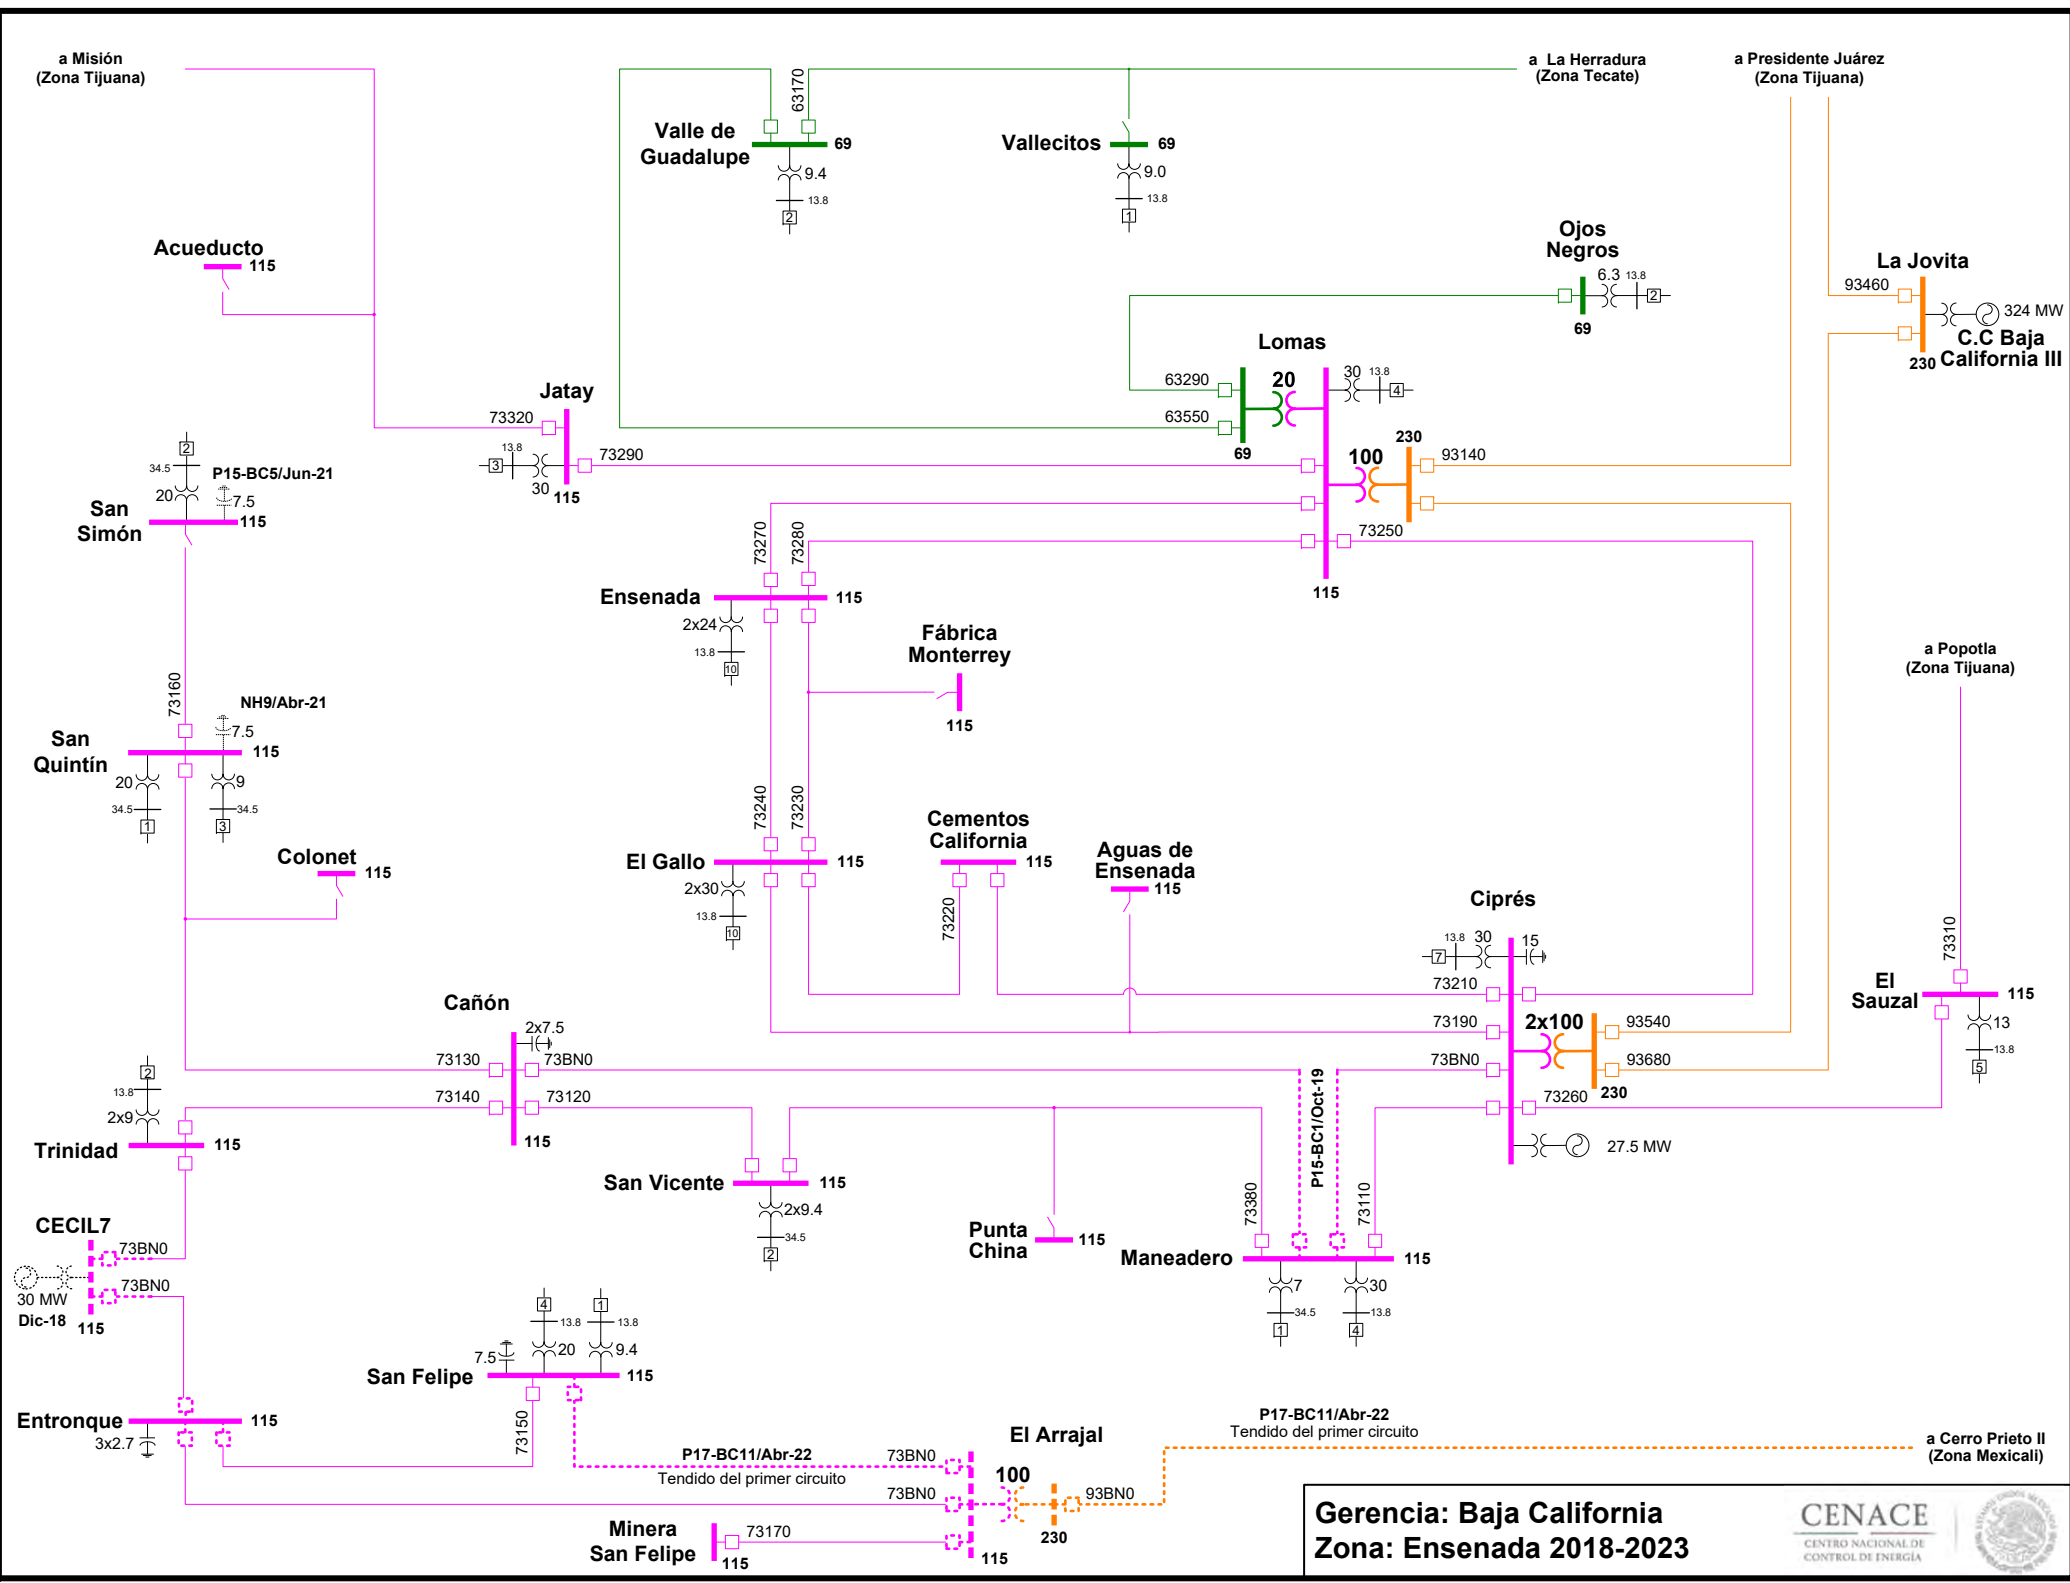 a Misión
(Zona Tijuana)
63170
a La Herradura
(Zona Tecate)
a Presidente Juárez
(Zona Tijuana)
Valle de
Guadalupe
69
9.4
13.8
2
Vallecitos
69
9.0
13.8
1
Acueducto
115
Ojos
Negros
6.3
13.8
2
69
La Jovita
93460
324 MW
C.C Baja
California III
230
Lomas
63290
20
30
13.8
4
63550
69
230
100
93140
73250
115
Jatay
73320
13.8
3
30
115
73290
2
34.5
P15-BC5/Jun-21
20
7.5
San
Simón
115
73270
73280
Ensenada
115
2x24
13.8
10
Fábrica
Monterrey
115
a Popotla
(Zona Tijuana)
73160
NH9/Abr-21
7.5
San
Quintín
115
20
9
34.5
34.5
1
3
73240
73230
Colonet
115
El Gallo
115
2x30
13.8
10
Cementos
California
115
73220
Aguas de
Ensenada
115
Ciprés
13.8
30
15
7
73210
73190
2x100
93540
73BN0
93680
73260
230
27.5 MW
73310
El
Sauzal
115
13
13.8
5
Cañón
2x7.5
73130
73BN0
73140
73120
115
2
13.8
2x9
Trinidad
115
P15-BC1/Oct-19
San Vicente
115
2x9.4
34.5
2
Punta
China
115
73380
73110
Maneadero
115
7
30
34.5
13.8
1
4
CECIL7
73BN0
73BN0
30 MW
Dic-18
115
4
1
13.8
13.8
7.5
20
9.4
San Felipe
115
73150
Entronque
115
3x2.7
P17-BC11/Abr-22
Tendido del primer circuito
73BN0
El Arrajal
100
73BN0
93BN0
230
115
P17-BC11/Abr-22
Tendido del primer circuito
a Cerro Prieto II
(Zona Mexicali)
Minera
San Felipe
73170
115
Gerencia: Baja California
Zona: Ensenada 2018-2023
CENACE
CENTRO NACIONAL DE
CONTROL DE ENERGÍA